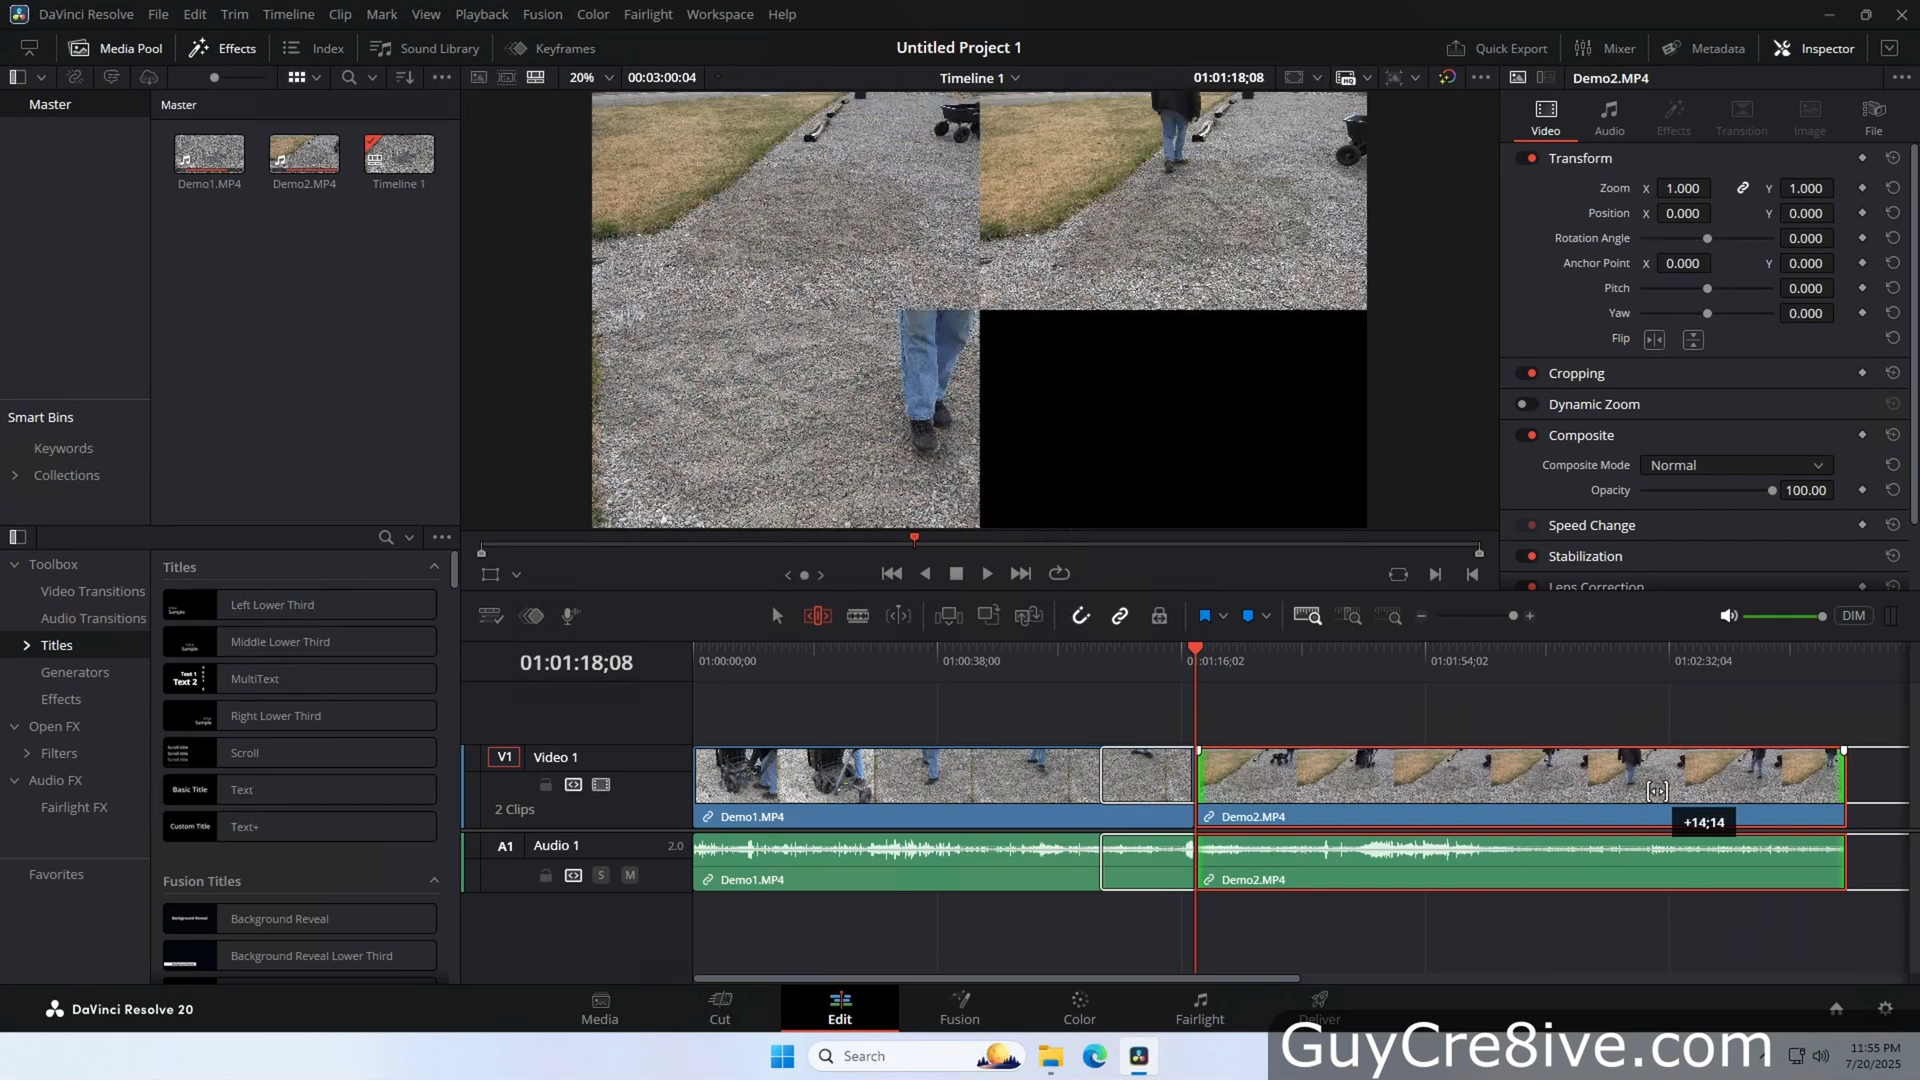 DaVinci Resolve File Edit Trim Timeline Clip Mark View Playback Fusion Color Fairlight Workspace Help
Media Pool Effects Index Sound Library Keyframes Untitled Project 1 Quick Export Mixer Metadata Inspector
20% 00:03:00:04 Timeline 1 01:01:18;08 Demo2.MP4
Master Master
Demo1.MP4 Demo2.MP4 Timeline 1
Video Audio Effects Transition Image File
Transform
Zoom X 1.000 Y 1.000
Position X 0.000 Y 0.000
Rotation Angle 0.000
Anchor Point X 0.000 Y 0.000
Pitch 0.000
Yaw 0.000
Flip
Cropping
Dynamic Zoom
Composite
Composite Mode Normal
Opacity 100.00
Speed Change
Stabilization
Lens Correction
Smart Bins
Keywords
Collections
Toolbox
Video Transitions
Audio Transitions
Titles
Generators
Effects
Open FX
Filters
Audio FX
Fairlight FX
Favorites
Titles
Left Lower Third
Middle Lower Third
Text 1
Text 2
MultiText
Right Lower Third
Scroll
Basic Title Text
Custom Title Text+
Fusion Titles
Background Reveal
Background Reveal Lower Third
DIM
01:01:18;08 01:00:00;00 01:00:38;00 01:01:16;02 01:01:54;02 01:02:32;04
V1 Video 1
2 Clips
Demo1.MP4 Demo2.MP4
+14;14
A1 Audio 1 2.0
S M
Demo1.MP4 Demo2.MP4
DaVinci Resolve 20
Media Cut Edit Fusion Color Fairlight Deliver
GuyCre8ive.com
Search
11:55 PM
7/20/2025